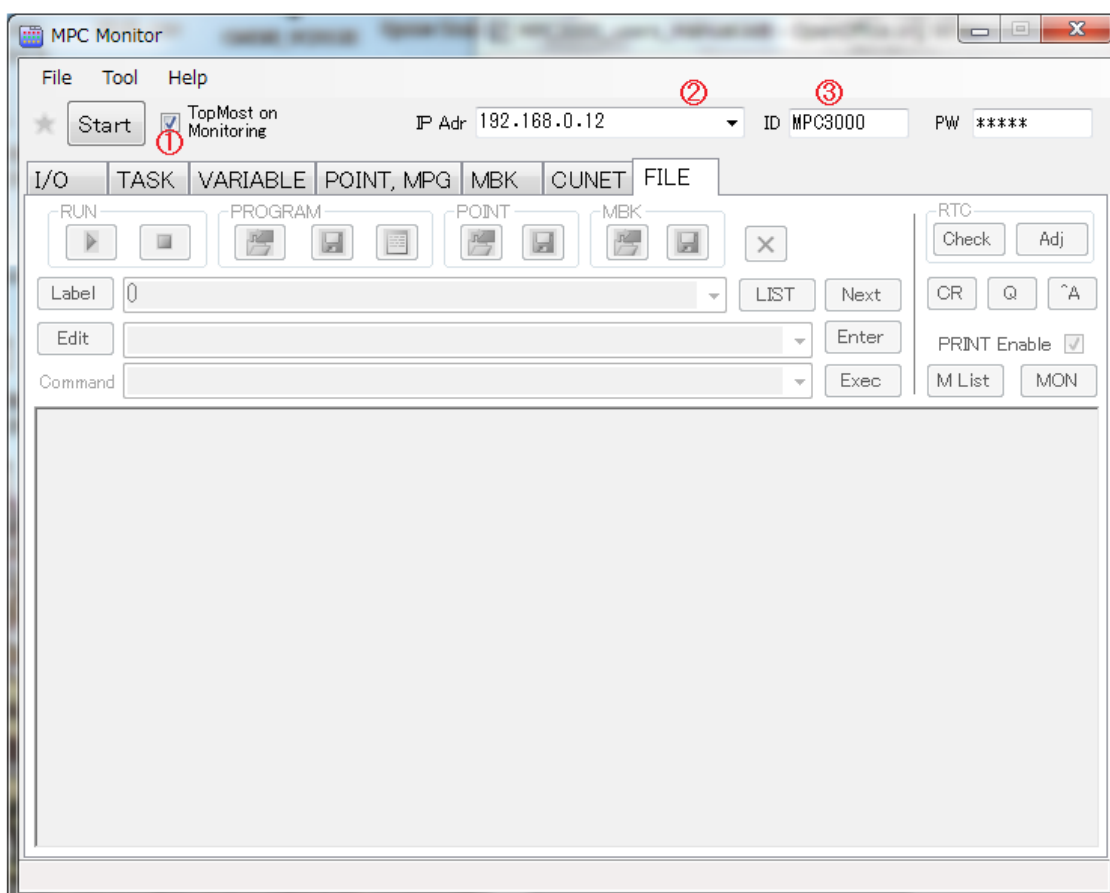 MPC Monitor
File Tool Help
② ③
Start TopMost on Monitoring IP Adr 192.168.0.12 ID MPC3000 PW *****
①
I/O TASK VARIABLE POINT, MPG MBK CUNET FILE
RUN PROGRAM POINT MBK RTC
Check Adj
Label 0 LIST Next CR Q ^A
Edit Enter PRINT Enable
Command Exec M List MON